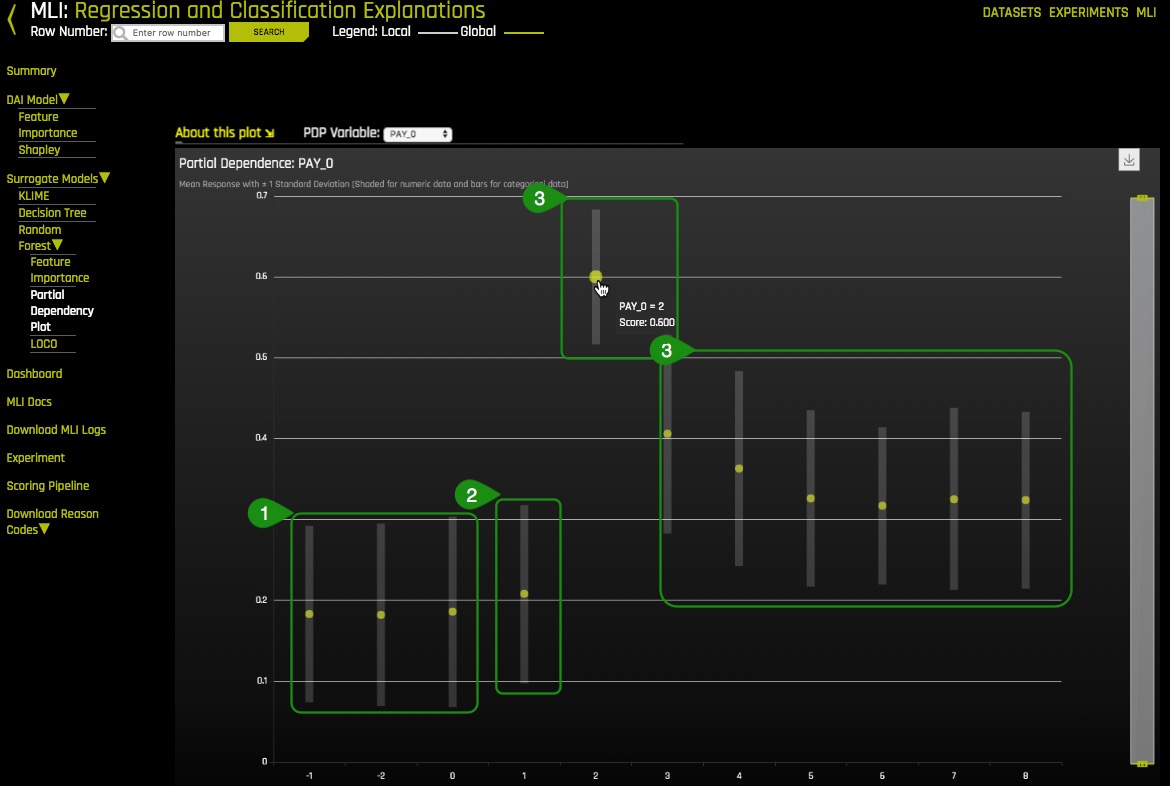 MLI: Regression and Classification Explanations
DATASETS EXPERIMENTS MLI
Row Number: Enter row number SEARCH Legend: Local Global
Summary
DAI Model
Feature
Importance
Shapley
Surrogate Models
KLIME
Decision Tree
Random
Forest
Feature
Importance
Partial
Dependency
Plot
LOCO
Dashboard
MLI Docs
Download MLI Logs
Experiment
Scoring Pipeline
Download Reason
Codes
About this plot PDP Variable: PAY_0
Partial Dependence: PAY_0
Mean Response with ± 1 Standard Deviation (Shaded for numeric data and bars for categorical data)
0.7
3
0.6
PAY_0 = 2
Score: 0.600
3
0.5
0.4
2
1
0.2
0.1
0
-1 -2 0 1 2 3 4 5 6 7 8